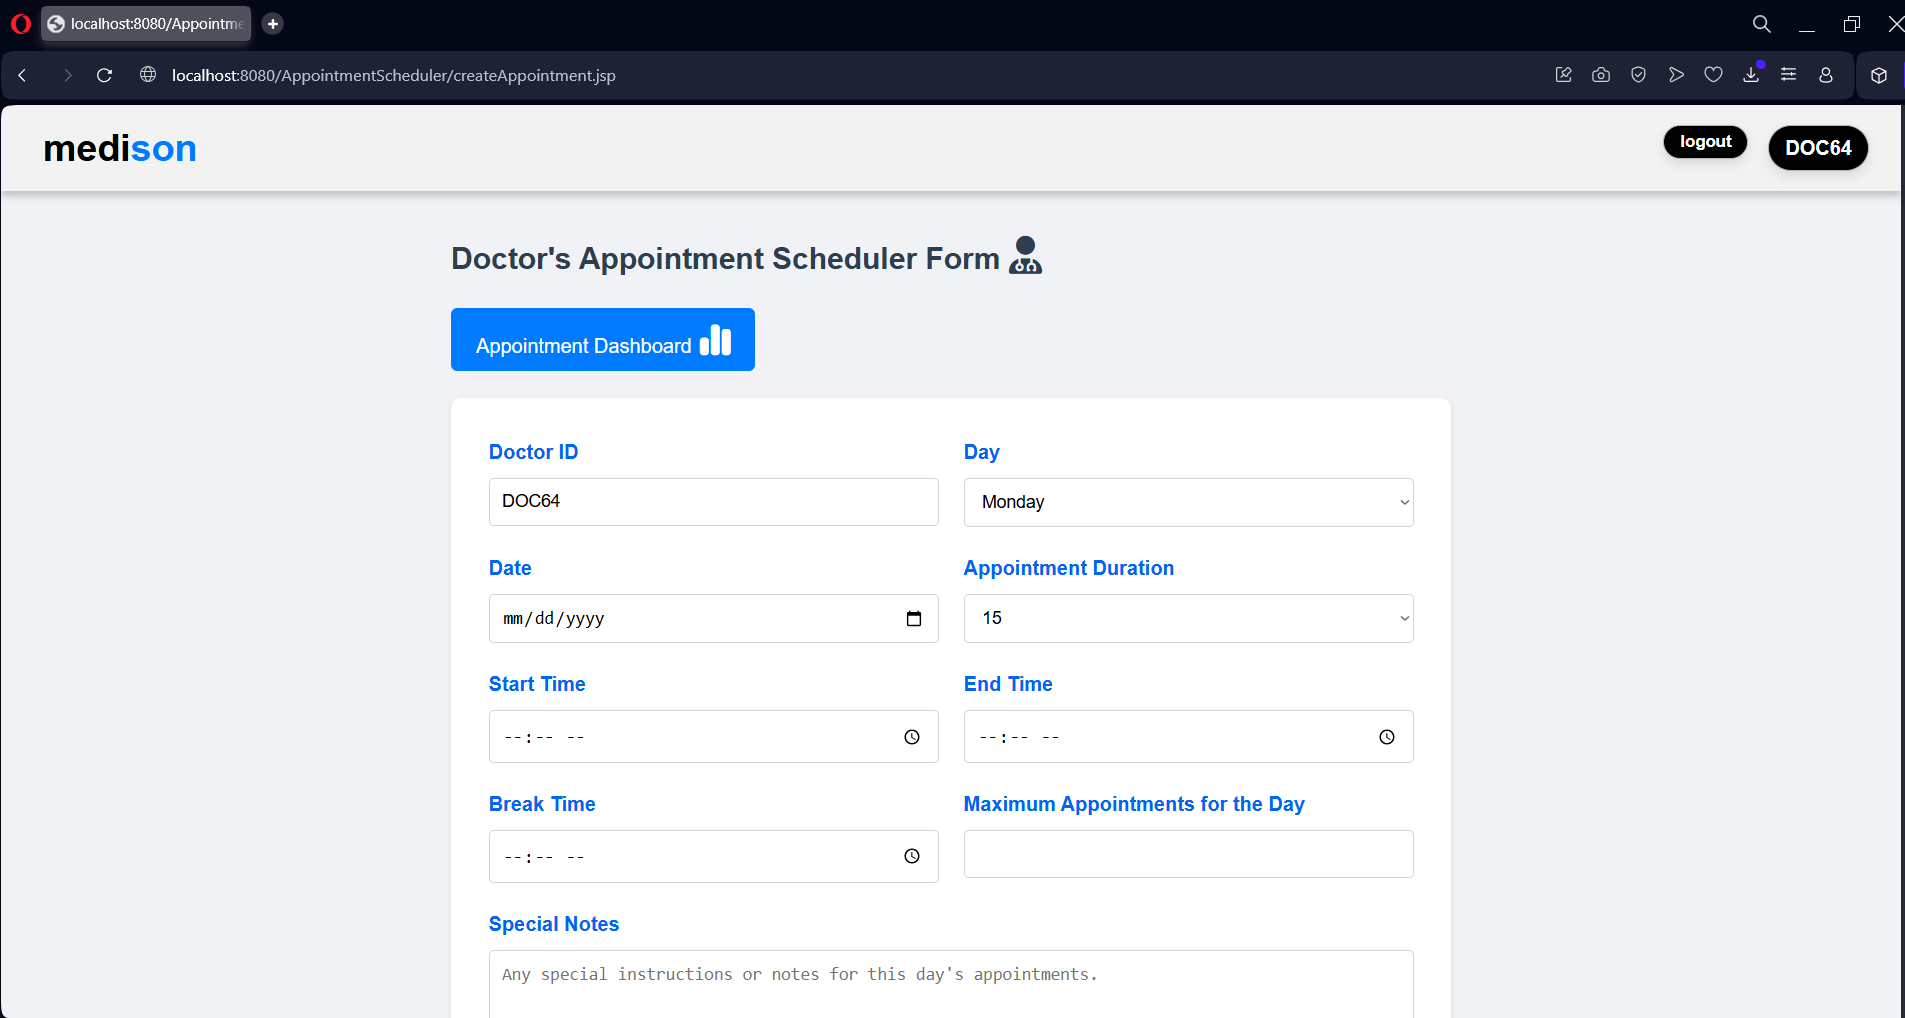 localhost:8080/Appointme
localhost:8080/AppointmentScheduler/createAppointment.jsp
medison
logout
DOC64
Doctor's Appointment Scheduler Form
Appointment Dashboard
Doctor ID
Day
DOC64
Monday
Date
Appointment Duration
mm/dd/yyyy
15
Start Time
End Time
--:-- --
--:-- --
Break Time
Maximum Appointments for the Day
--:-- --
Special Notes
Any special instructions or notes for this day's appointments.